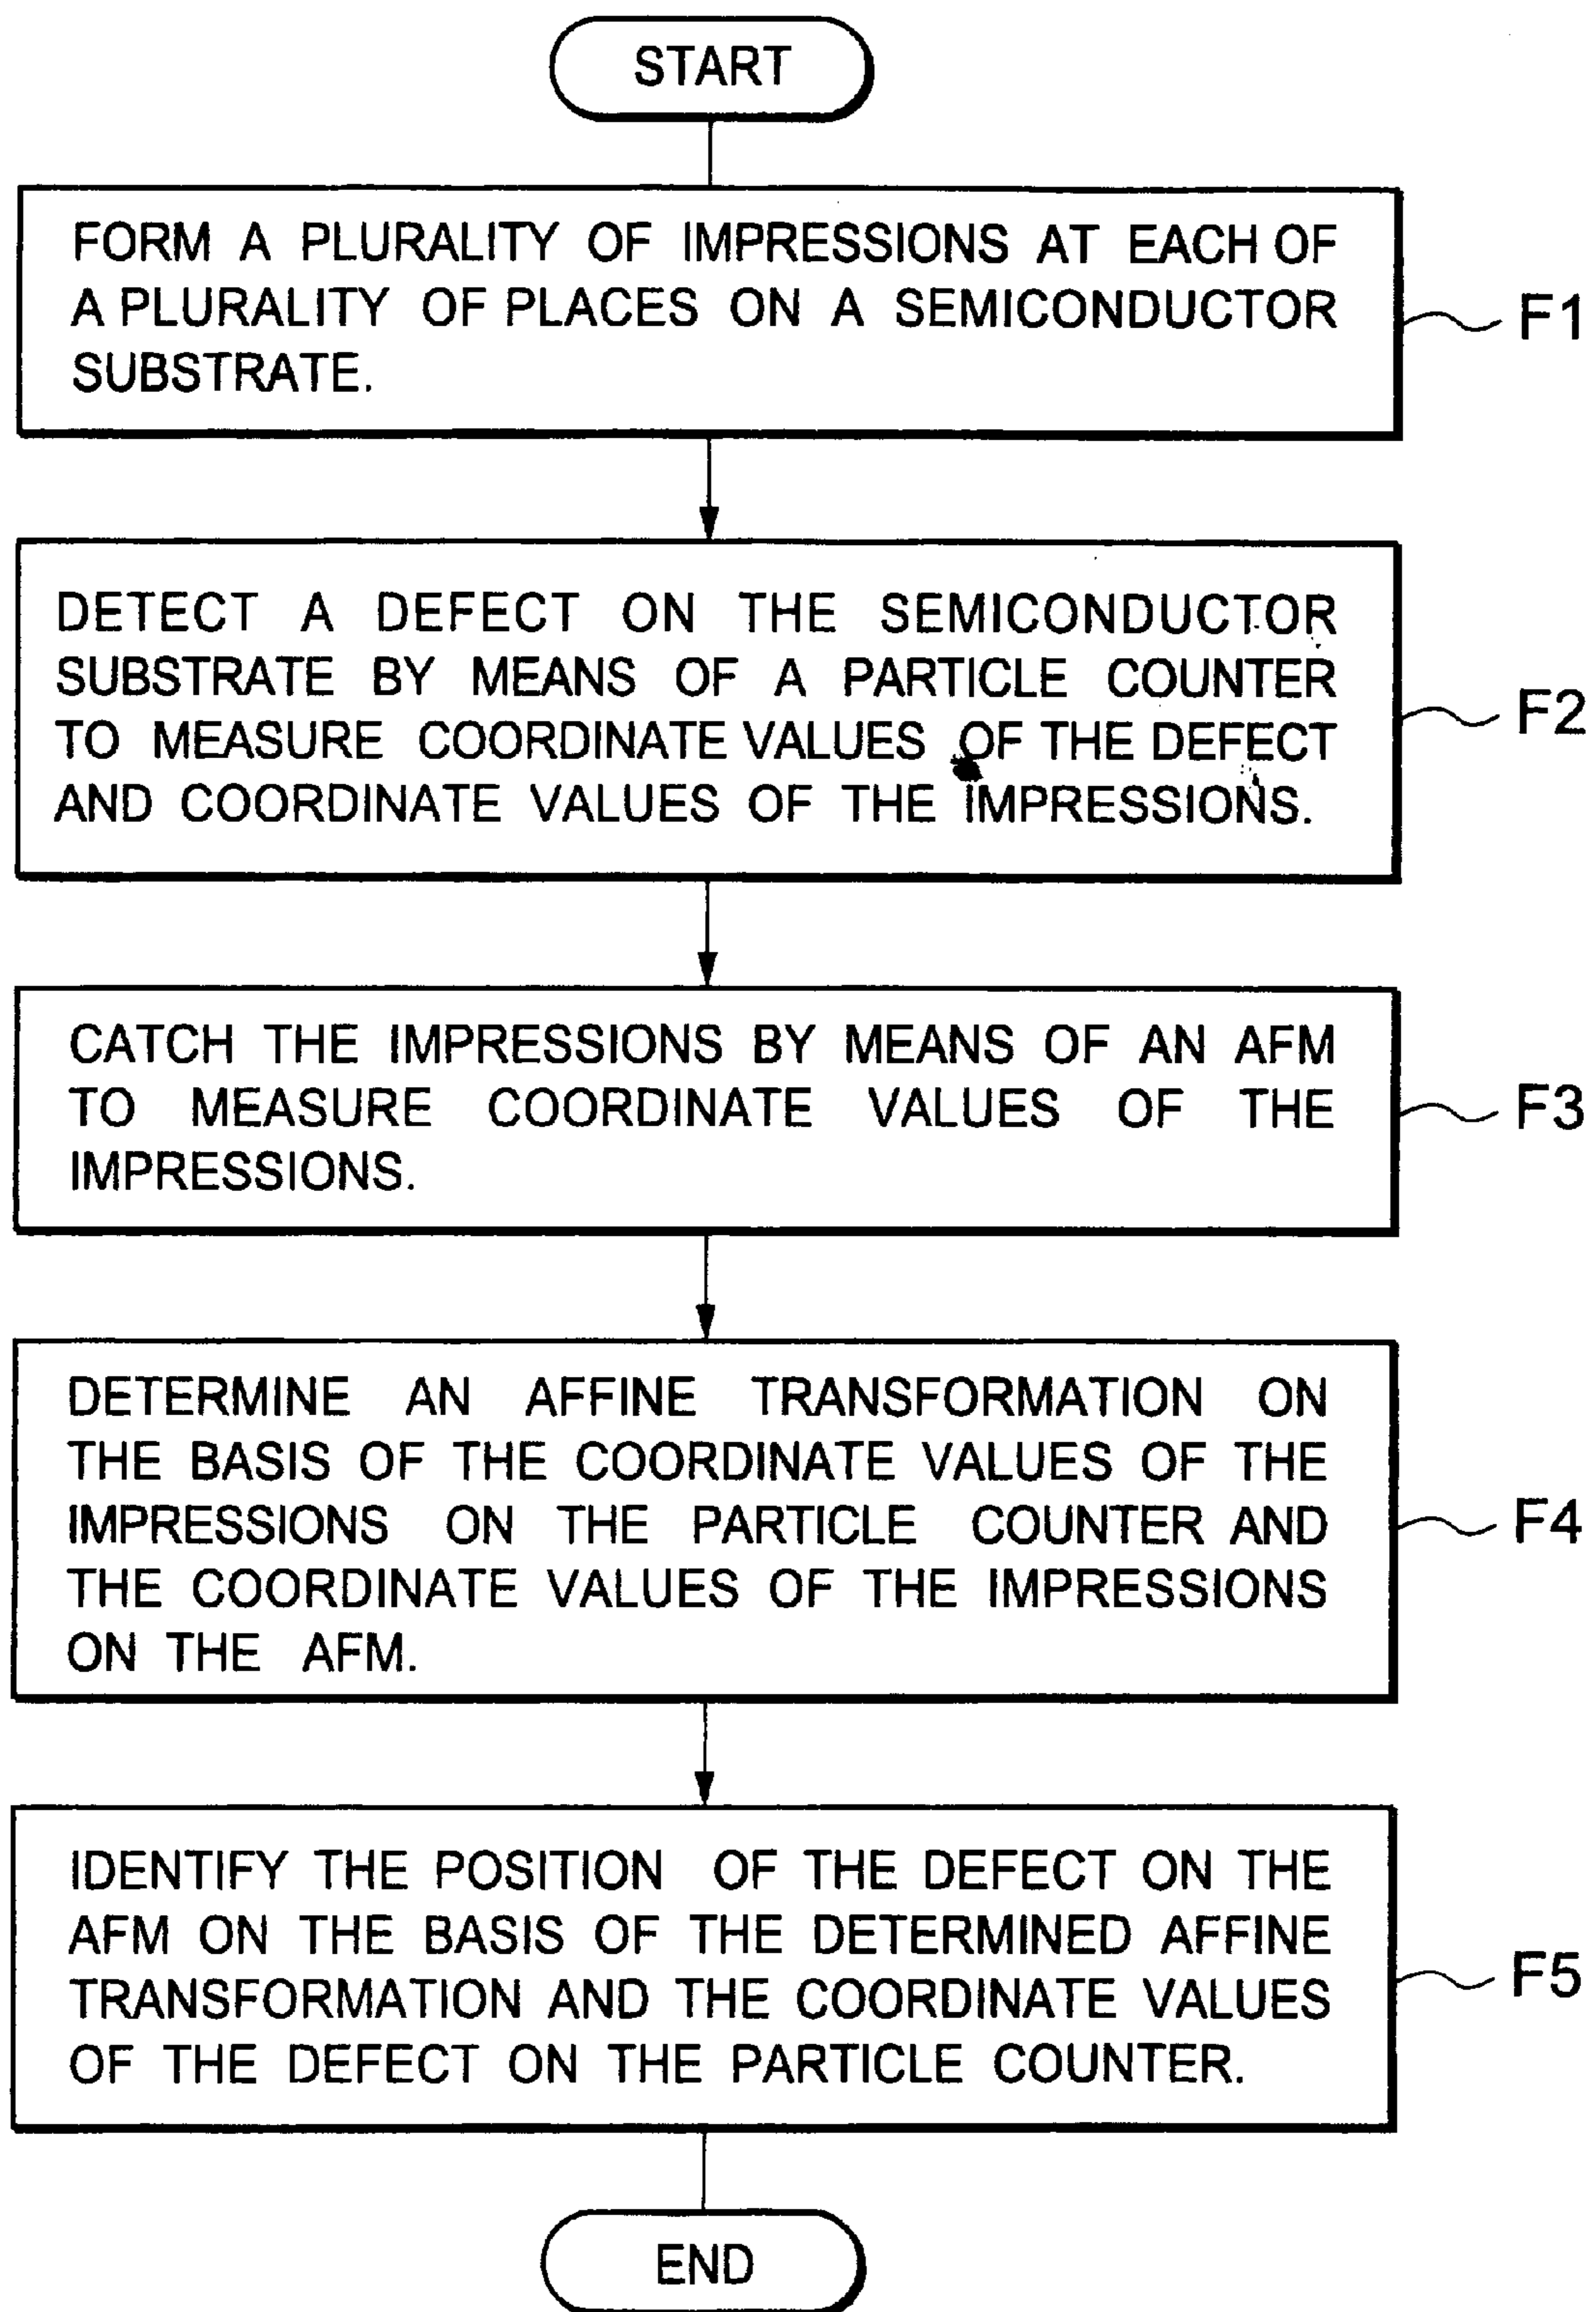 START
FORM A PLURALITY OF IMPRESSIONS AT EACH OF
A PLURALITY OF PLACES ON A SEMICONDUCTOR
SUBSTRATE.
F1
DETECT A DEFECT ON THE SEMICONDUCTOR
SUBSTRATE BY MEANS OF A PARTICLE COUNTER
TO MEASURE COORDINATE VALUES OF THE DEFECT
AND COORDINATE VALUES OF THE IMPRESSIONS.
F2
CATCH THE IMPRESSIONS BY MEANS OF AN AFM
TO MEASURE COORDINATE VALUES OF THE
IMPRESSIONS.
F3
DETERMINE AN AFFINE TRANSFORMATION ON
THE BASIS OF THE COORDINATE VALUES OF THE
IMPRESSIONS ON THE PARTICLE COUNTER AND
THE COORDINATE VALUES OF THE IMPRESSIONS
ON THE AFM.
F4
IDENTIFY THE POSITION OF THE DEFECT ON THE
AFM ON THE BASIS OF THE DETERMINED AFFINE
TRANSFORMATION AND THE COORDINATE VALUES
OF THE DEFECT ON THE PARTICLE COUNTER.
F5
END